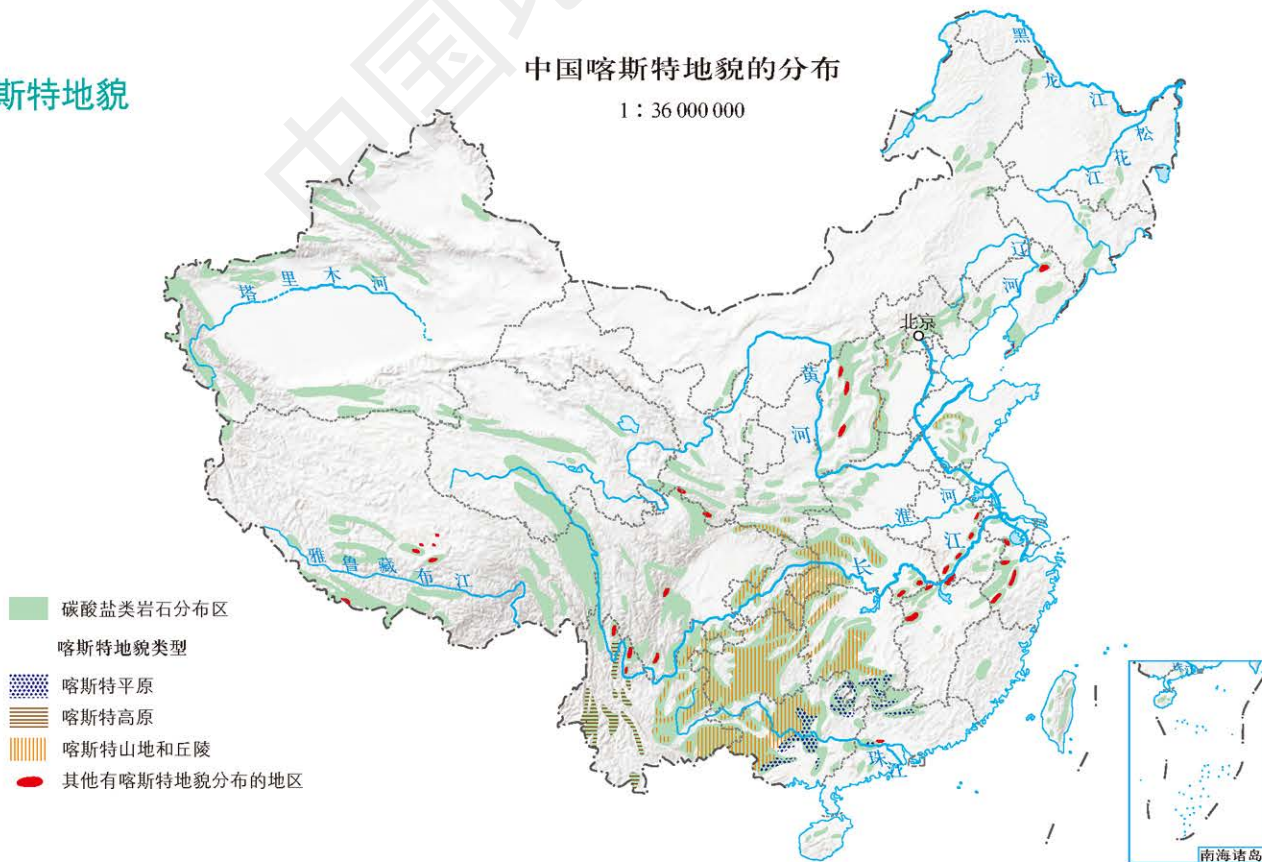 斯特地貌
中国地
中国喀斯特地貌的分布
1：36 000 000
黑
龙
江
松
花
江
辽
河
塔里木河
北京
黄
河
淮河
长
江
雅鲁藏布江
珠江
碳酸盐类岩石分布区
喀斯特地貌类型
喀斯特平原
喀斯特高原
喀斯特山地和丘陵
其他有喀斯特地貌分布的地区
珠江
南海诸岛